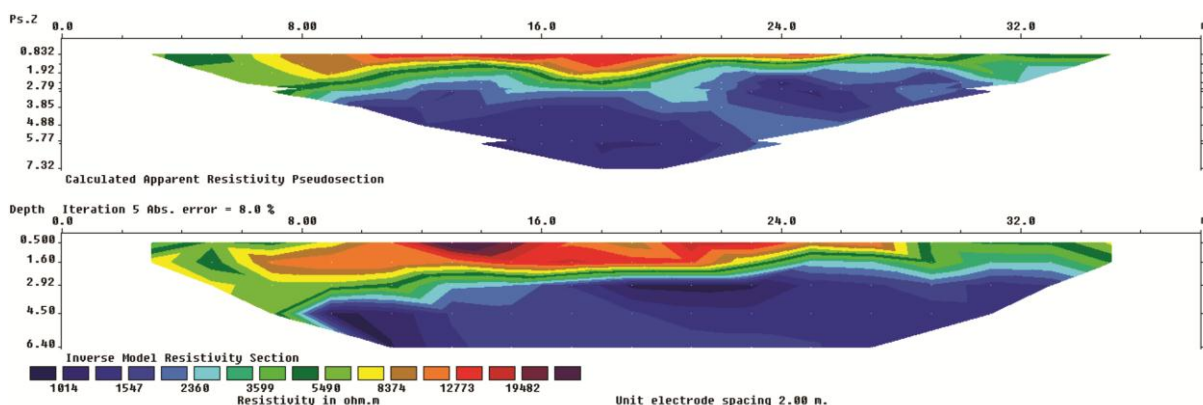 Ps.Z 0.0 8.00 16.0 24.0 32.0
0.832
1.92
2.79
3.85
4.88
5.77
7.32
Calculated Apparent Resistivity Pseudosection
Depth Iteration 5 Abs. error = 8.0 %
0.0 8.00 16.0 24.0 32.0
0.500
1.60
2.92
4.50
6.40
Inverse Model Resistivity Section
1014 1547 2360 3599 5490 8374 12773 19482
Resistivity in ohm.m Unit electrode spacing 2.00 m.